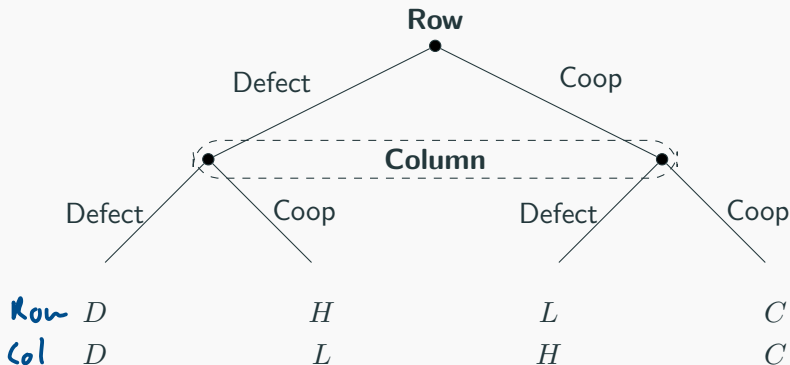 Row
Defect Coop
Column
Defect Coop Defect Coop
Row D H L C
Col D L H C